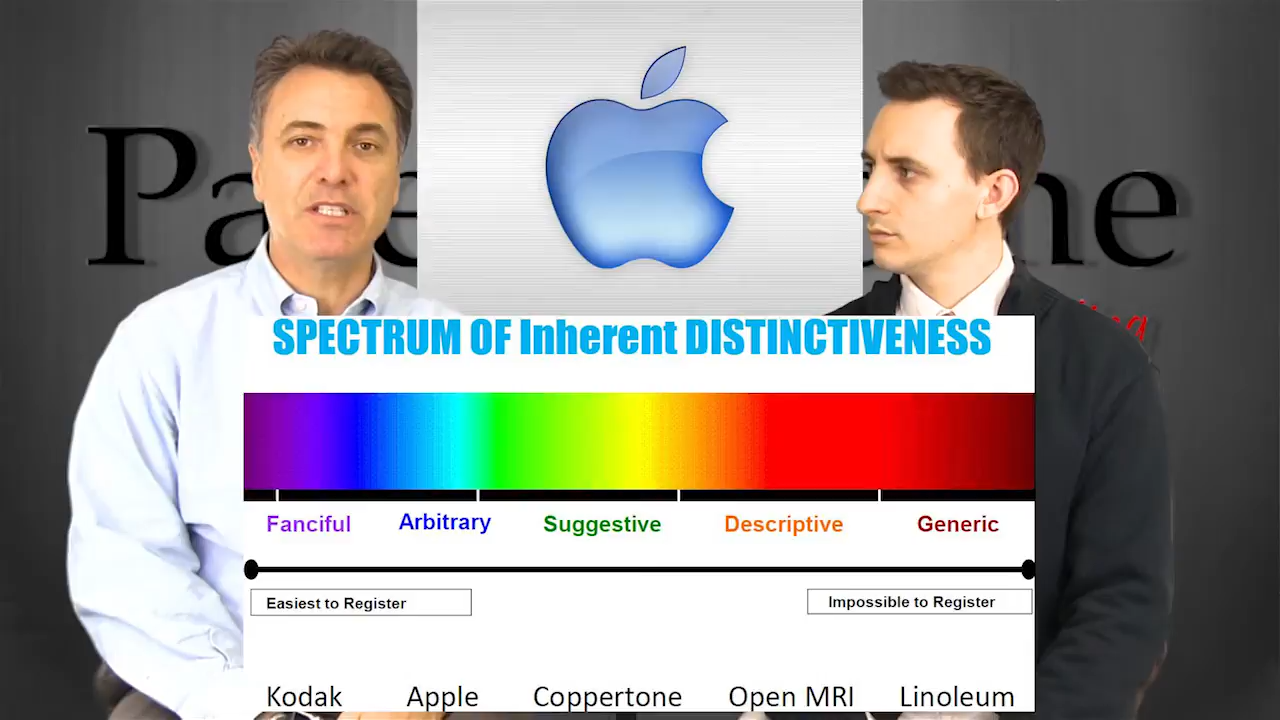 SPECTRUM OF Inherent DISTINCTIVENESS
Fanciful Arbitrary Suggestive Descriptive Generic
Easiest to Register Impossible to Register
Kodak Apple Coppertone Open MRI Linoleum